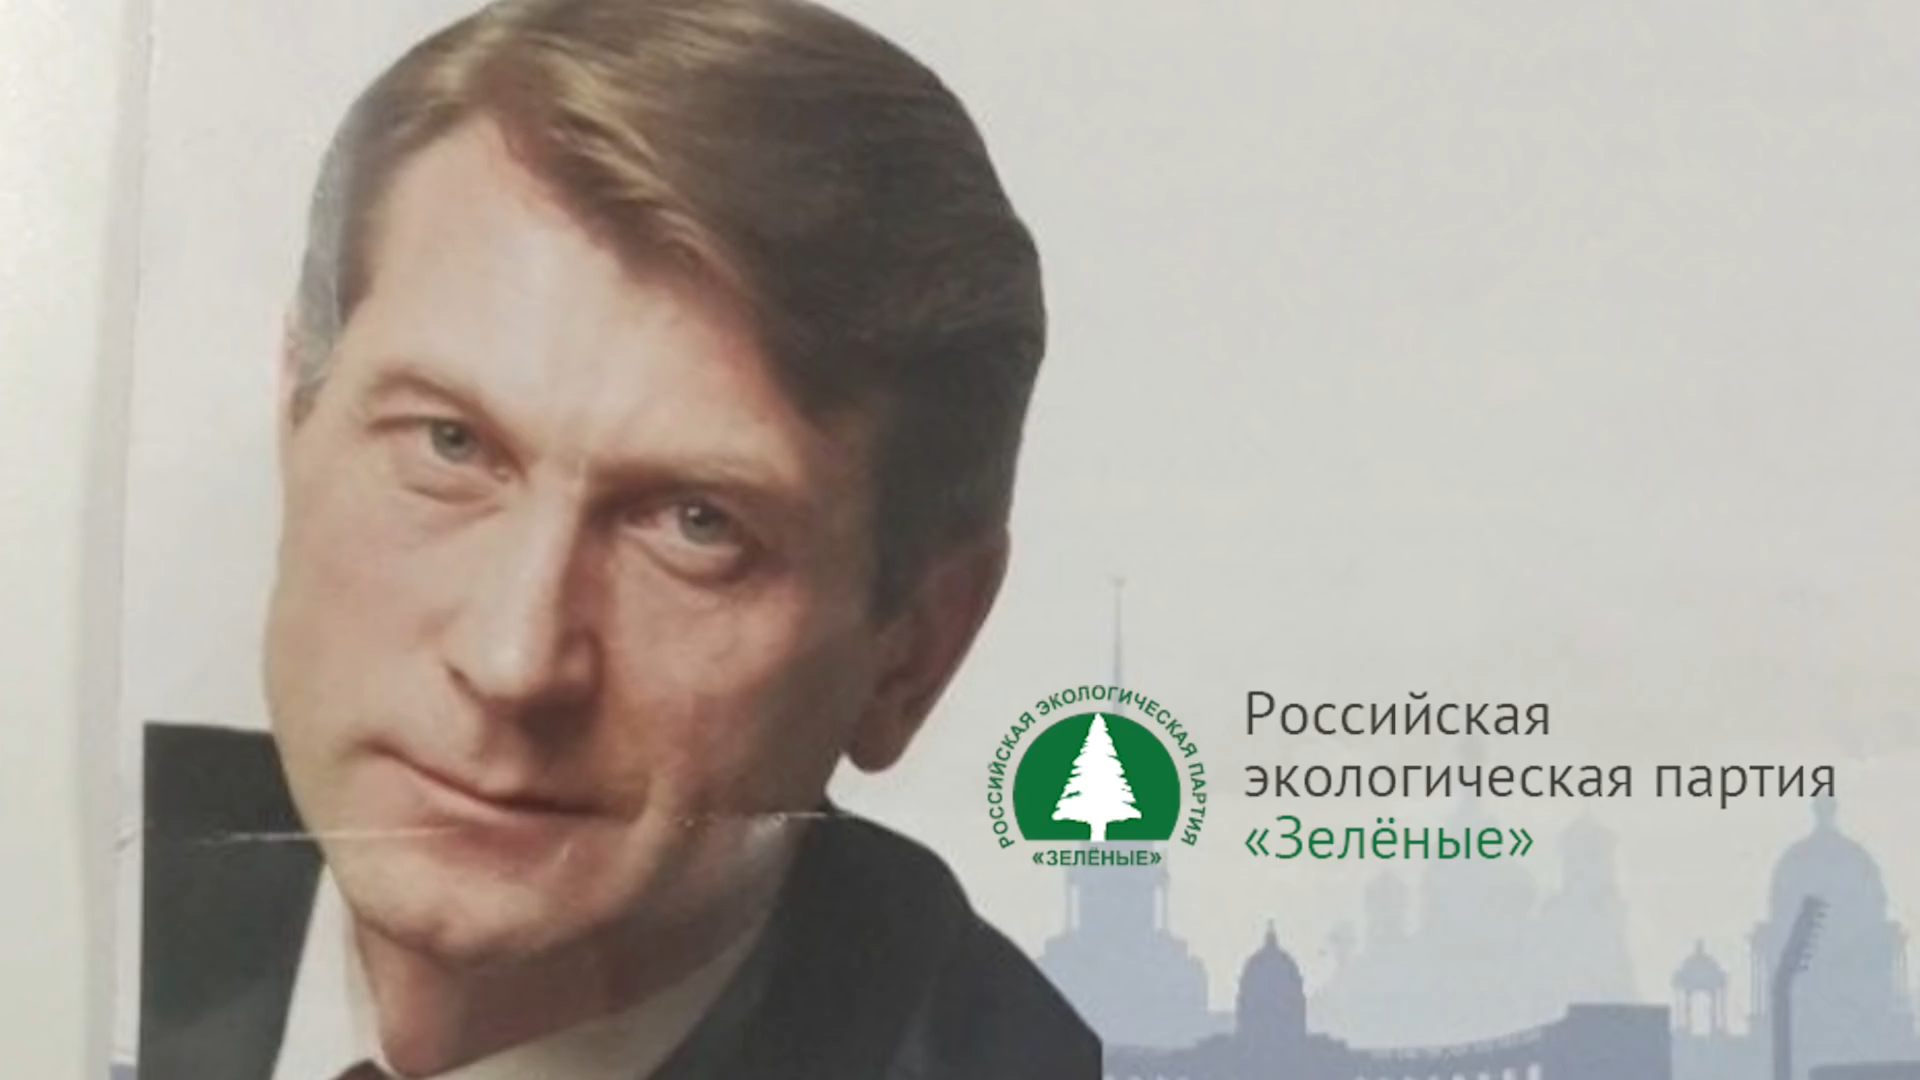 РОССИЙСКАЯ ЭКОЛОГИЧЕСКАЯ ПАРТИЯ
«ЗЕЛЁНЫЕ»
Российская
экологическая партия
«Зелёные»